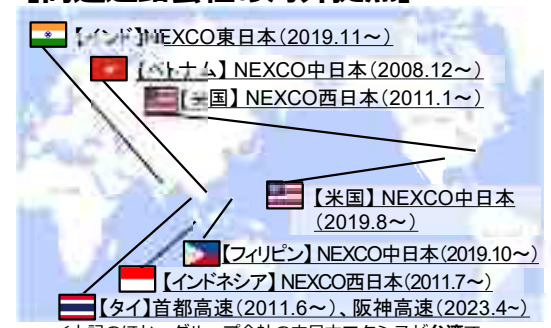 【インド】NEXCO東日本（2019.11～）
【ベトナム】NEXCO中日本（2008.12～）
【米国】NEXCO西日本（2011.1～）
【米国】NEXCO中日本
（2019.8～）
【フィリピン】NEXCO中日本（2019.10～）
【インドネシア】NEXCO西日本（2011.7～）
【タイ】首都高速（2011.6～）、阪神高速（2023.4~）